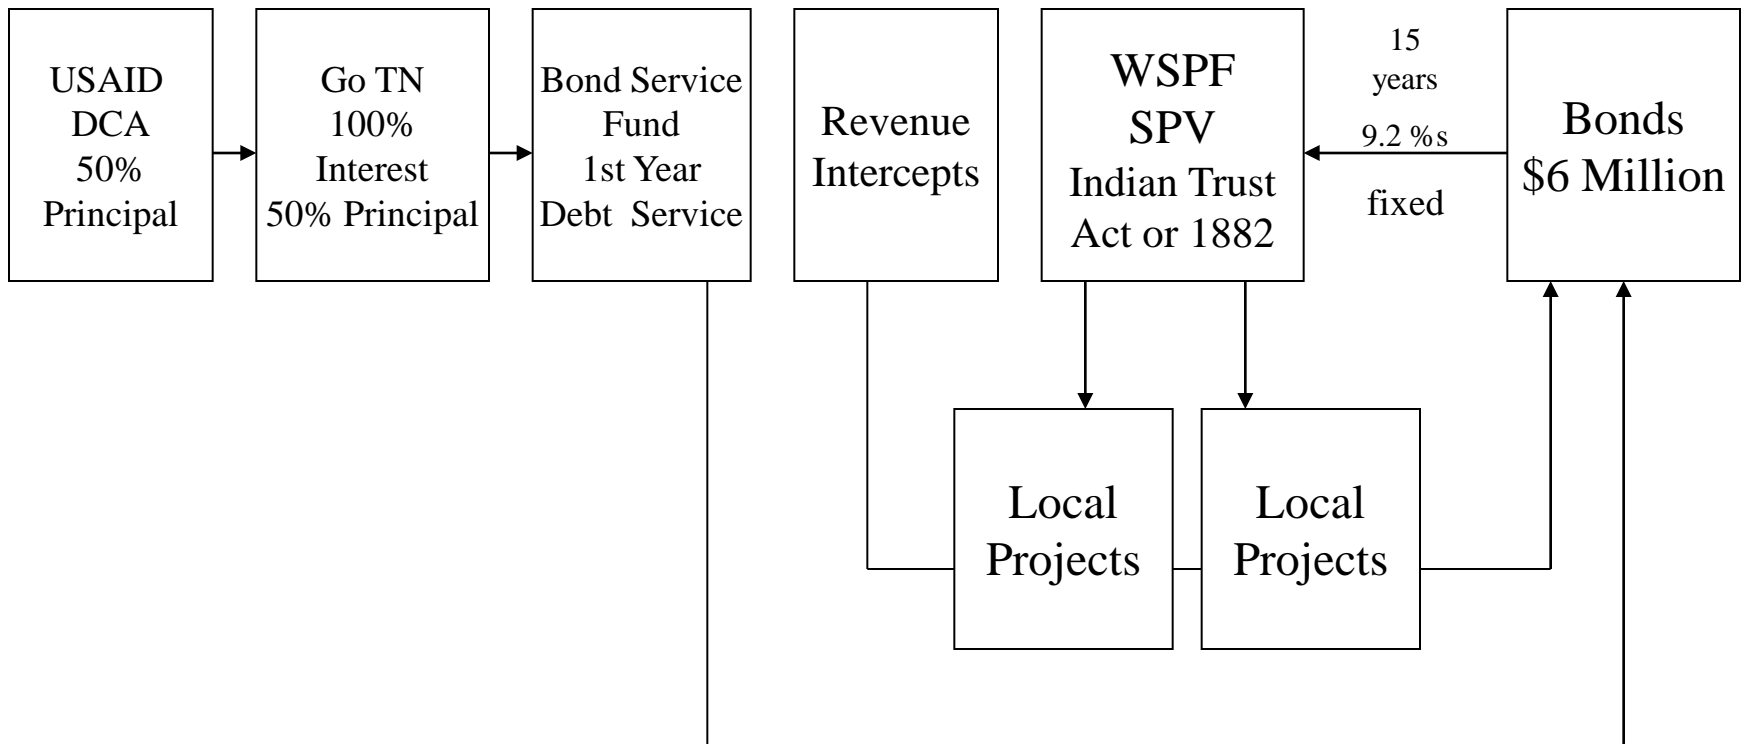 USAID
DCA
50%
Principal
Go TN
100%
Interest
50% Principal
Bond Service
Fund
1st Year
Debt Service
Revenue
Intercepts
WSPF
SPV
Indian Trust
Act or 1882
15
years
9.2 %s
fixed
Bonds
$6 Million
Local
Projects
Local
Projects